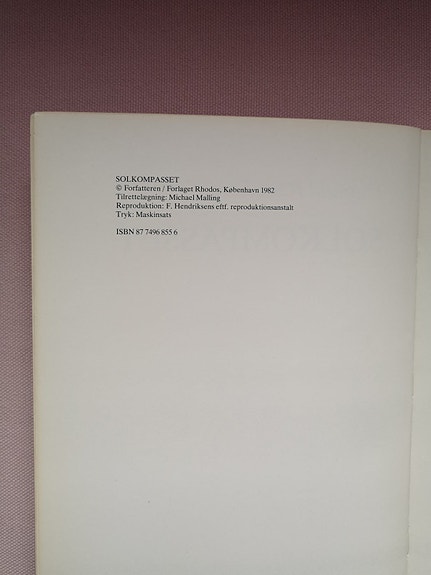 SOLKOMPASSET
© Forfatteren / Forlaget Rhodos, København 1982
Tilrettelægning: Michael Malling
Reproduktion: F. Hendriksens eftf. reproduktionsanstalt
Tryk: Maskinsats
ISBN 87 7496 855 6